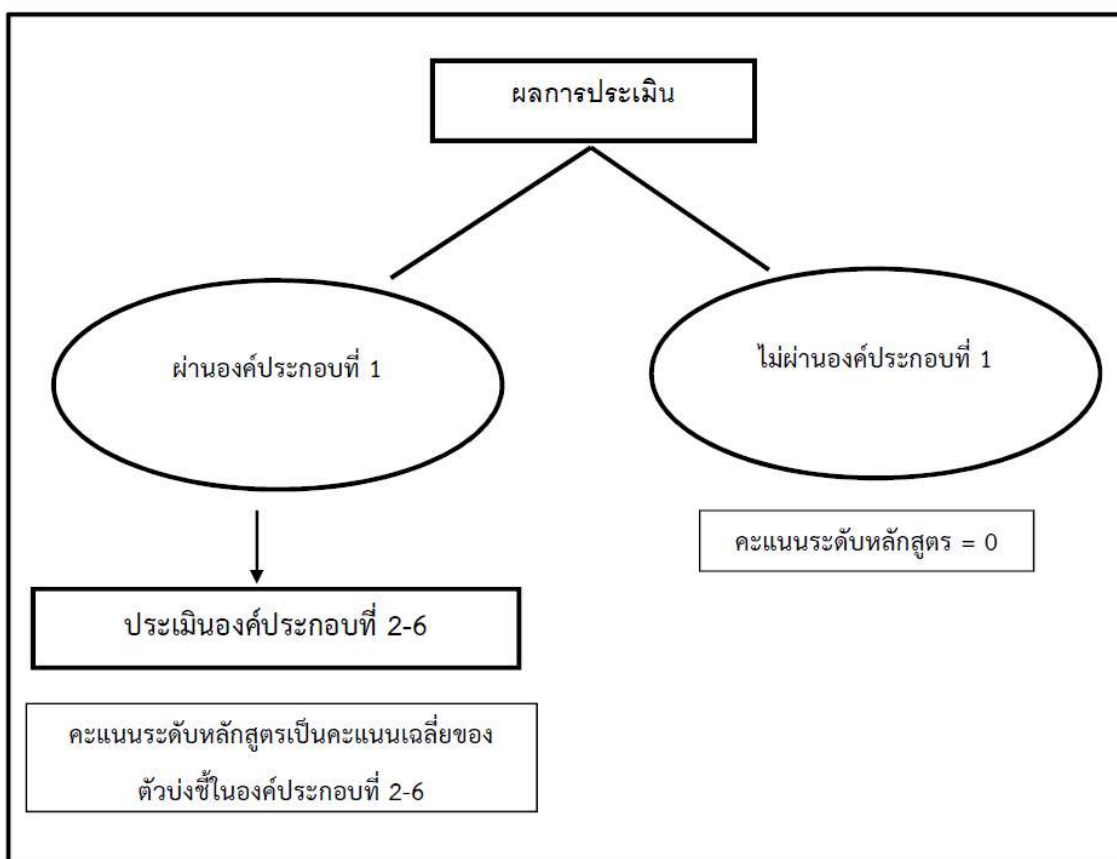 ผลการประเมิน
ผ่านองค์ประกอบที่ 1
ไม่ผ่านองค์ประกอบที่ 1
คะแนนระดับหลักสูตร = 0
ประเมินองค์ประกอบที่ 2-6
คะแนนระดับหลักสูตรเป็นคะแนนเฉลี่ยของ
ตัวบ่งชี้ในองค์ประกอบที่ 2-6